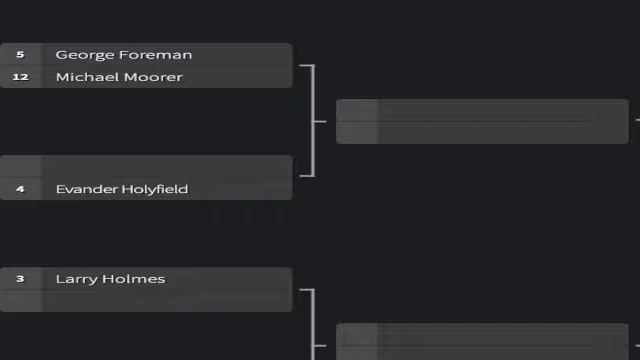 5 George Foreman
12 Michael Moorer
4 Evander Holyfield
3 Larry Holmes